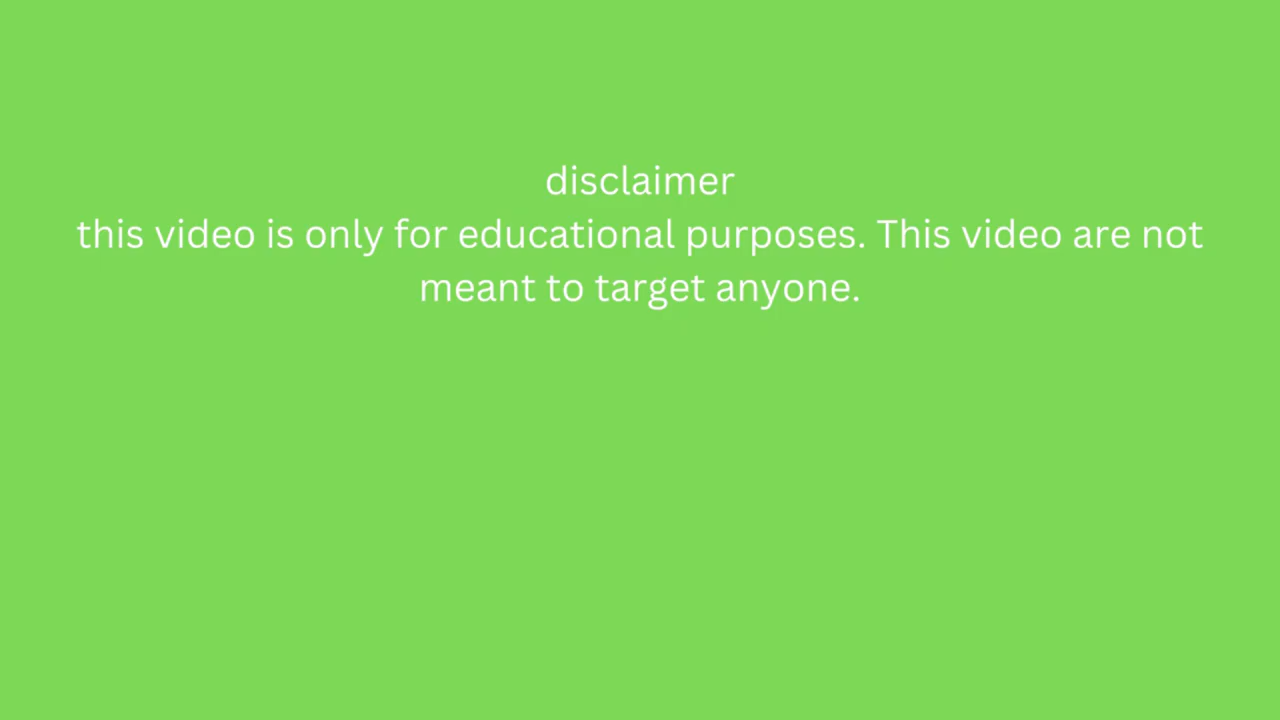 disclaimer
this video is only for educational purposes. This video are not
meant to target anyone.